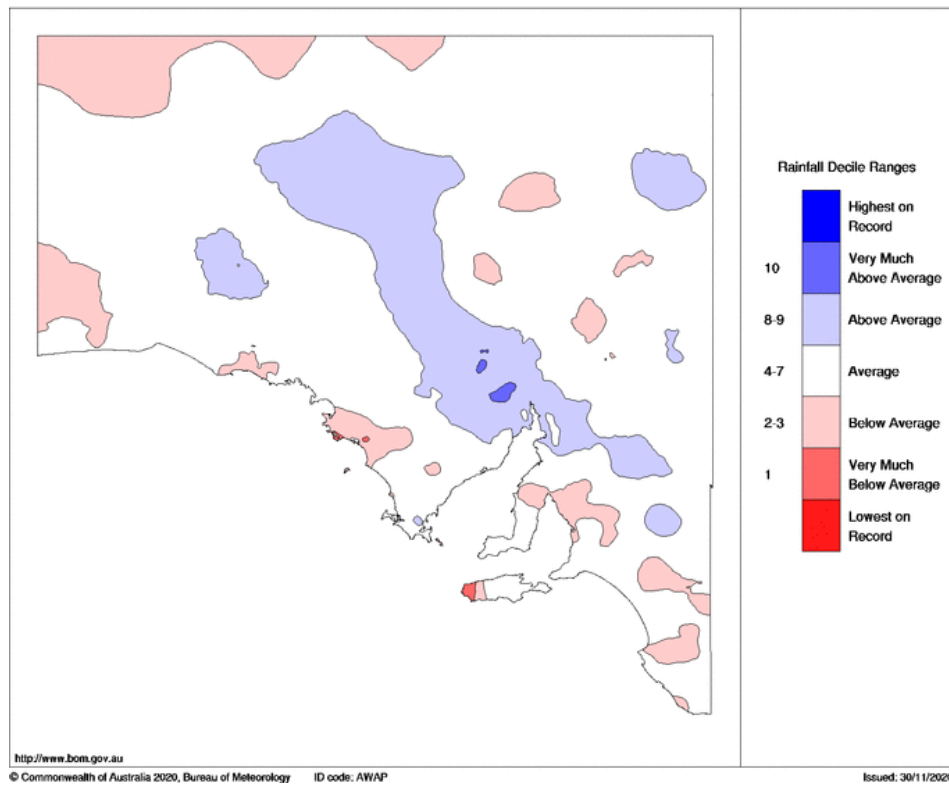 Rainfall Decile Ranges
Highest on
Record
10
Very Much
Above Average
8-9
Above Average
4-7
Average
2-3
Below Average
1
Very Much
Below Average
Lowest on
Record
http://www.bom.gov.au
© Commonwealth of Australia 2020, Bureau of Meteorology ID code: AWAP Issued: 30/11/2020